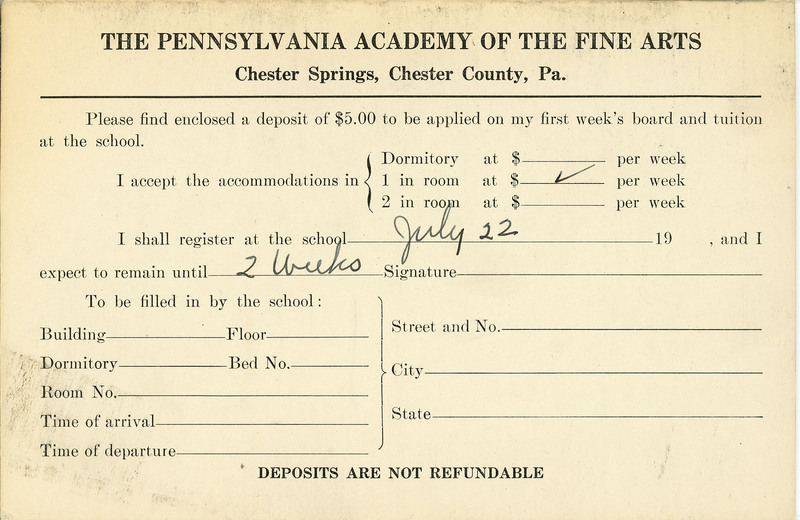 THE PENNSYLVANIA ACADEMY OF THE FINE ARTS
Chester Springs, Chester County, Pa.
Please find enclosed a deposit of $5.00 to be applied on my first week's board and tuition
at the school.
Dormitory at $ per week
I accept the accommodations in { 1 in room at $ ✓ per week
2 in room at $ per week
I shall register at the school July 22 19 , and I
expect to remain until 2 Weeks Signature
To be filled in by the school:
Building Floor
Dormitory Bed No.
Room No.
Time of arrival
Time of departure
Street and No.
City
State
DEPOSITS ARE NOT REFUNDABLE